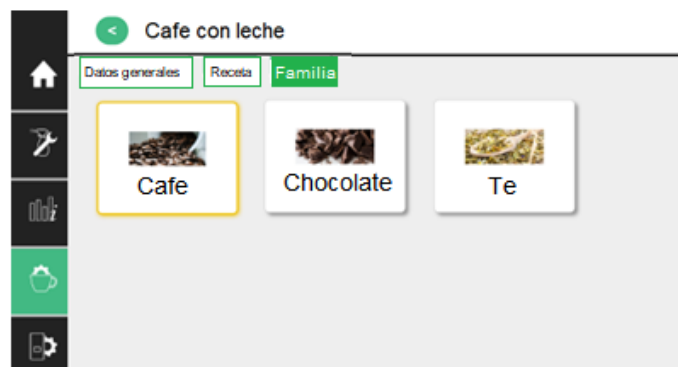 < Cafe con leche
Datos generales Receta Familia
Cafe Chocolate Te